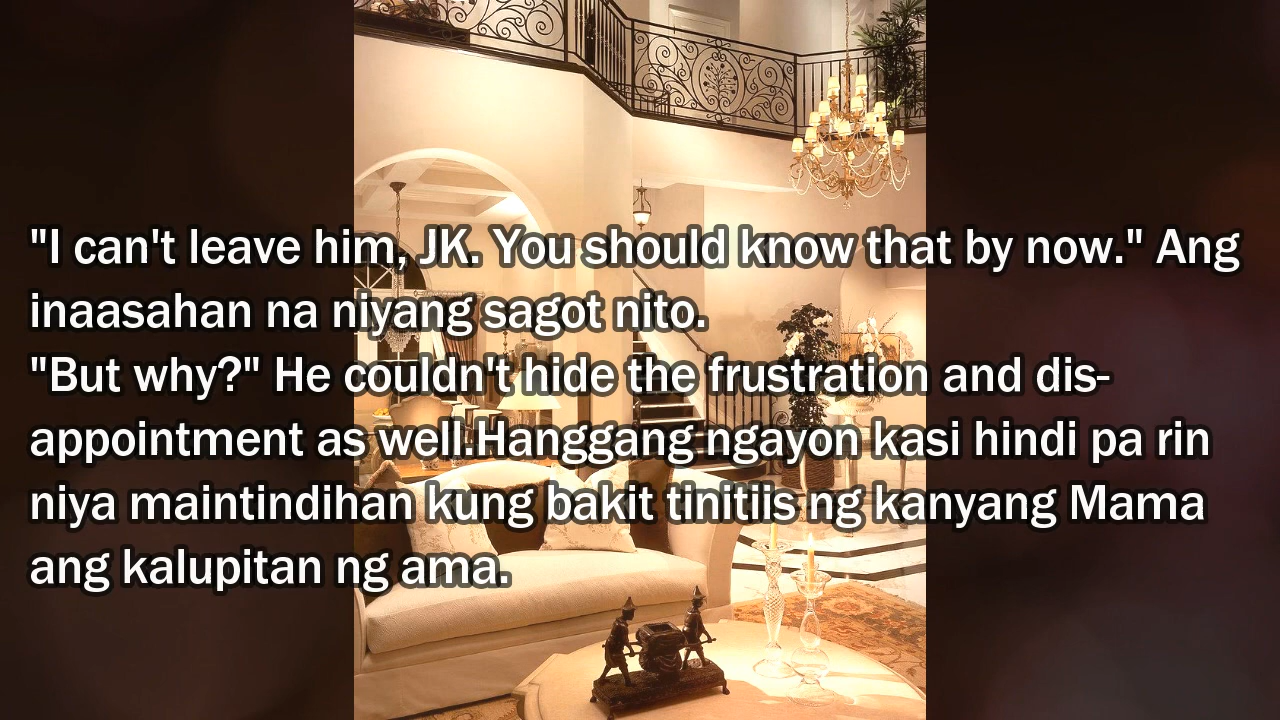 "I can't leave him, JK. You should know that by now." Ang
inaasahan na niyang sagot nito.
"But why?" He couldn't hide the frustration and dis-
appointment as well.Hanggang ngayon kasi hindi pa rin
niya maintindihan kung bakit tinitiis ng kanyang Mama
ang kalupitan ng ama.